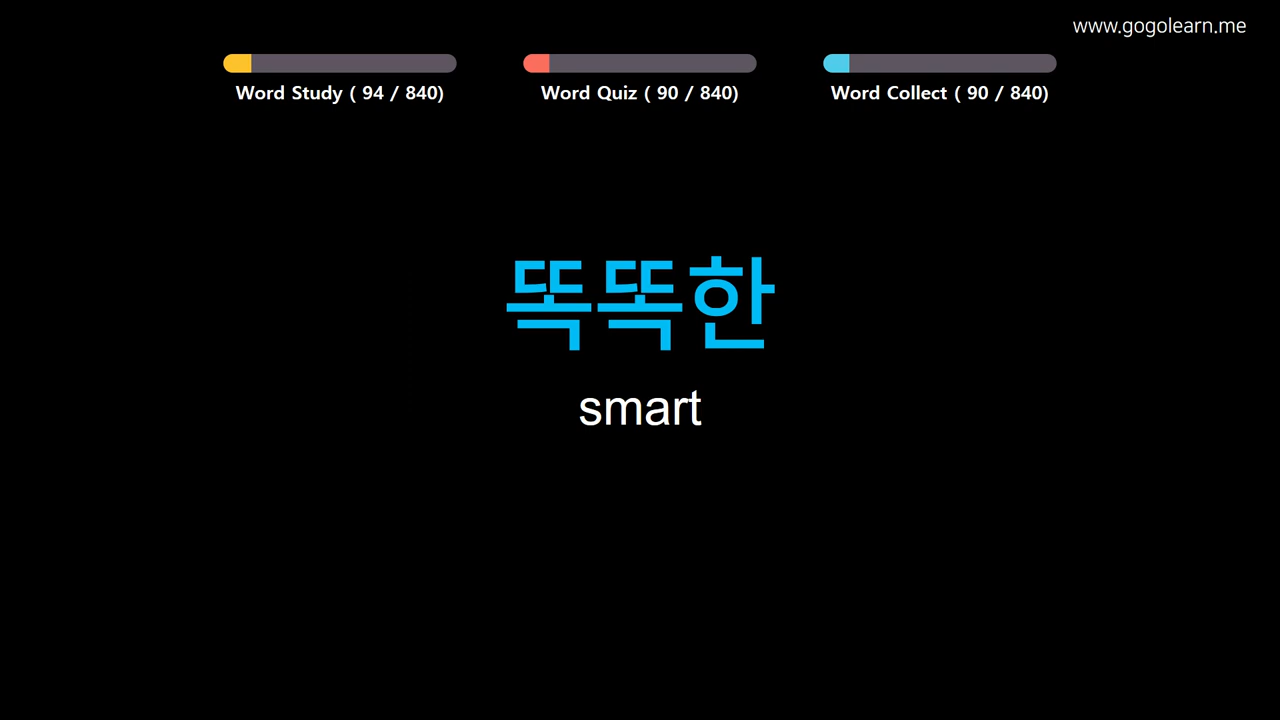 www.gogolearn.me
Word Study ( 94 / 840)
Word Quiz ( 90 / 840)
Word Collect ( 90 / 840)
똑똑한
smart